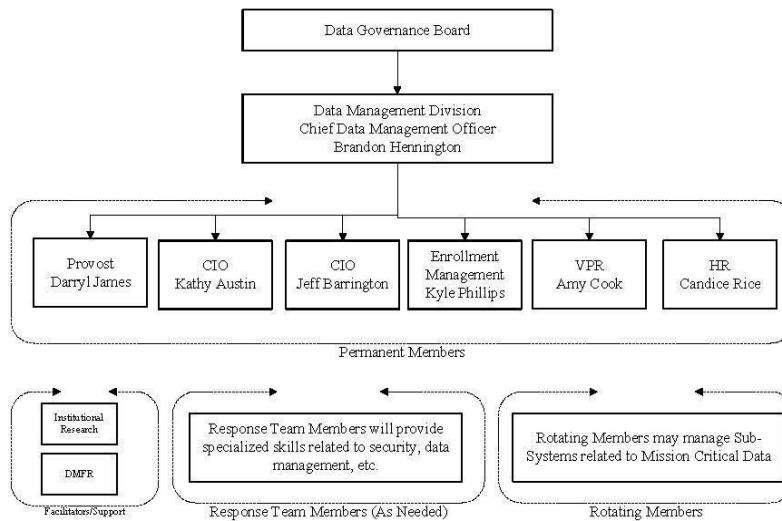 Data Governance Board
Data Management Division
Chief Data Management Officer
Brandon Hennington
Provost
Darryl James
CIO
Kathy Austin
CIO
Jeff Barrington
Enrollment
Management
Kyle Phillips
VPR
Amy Cook
HR
Candice Rice
Permanent Members
Institutional
Research
DMFR
Facilitators/Support
Response Team Members will provide
specialized skills related to security, data
management, etc.
Response Team Members (As Needed)
Rotating Members may manage Sub-
Systems related to Mission Critical Data
Rotating Members